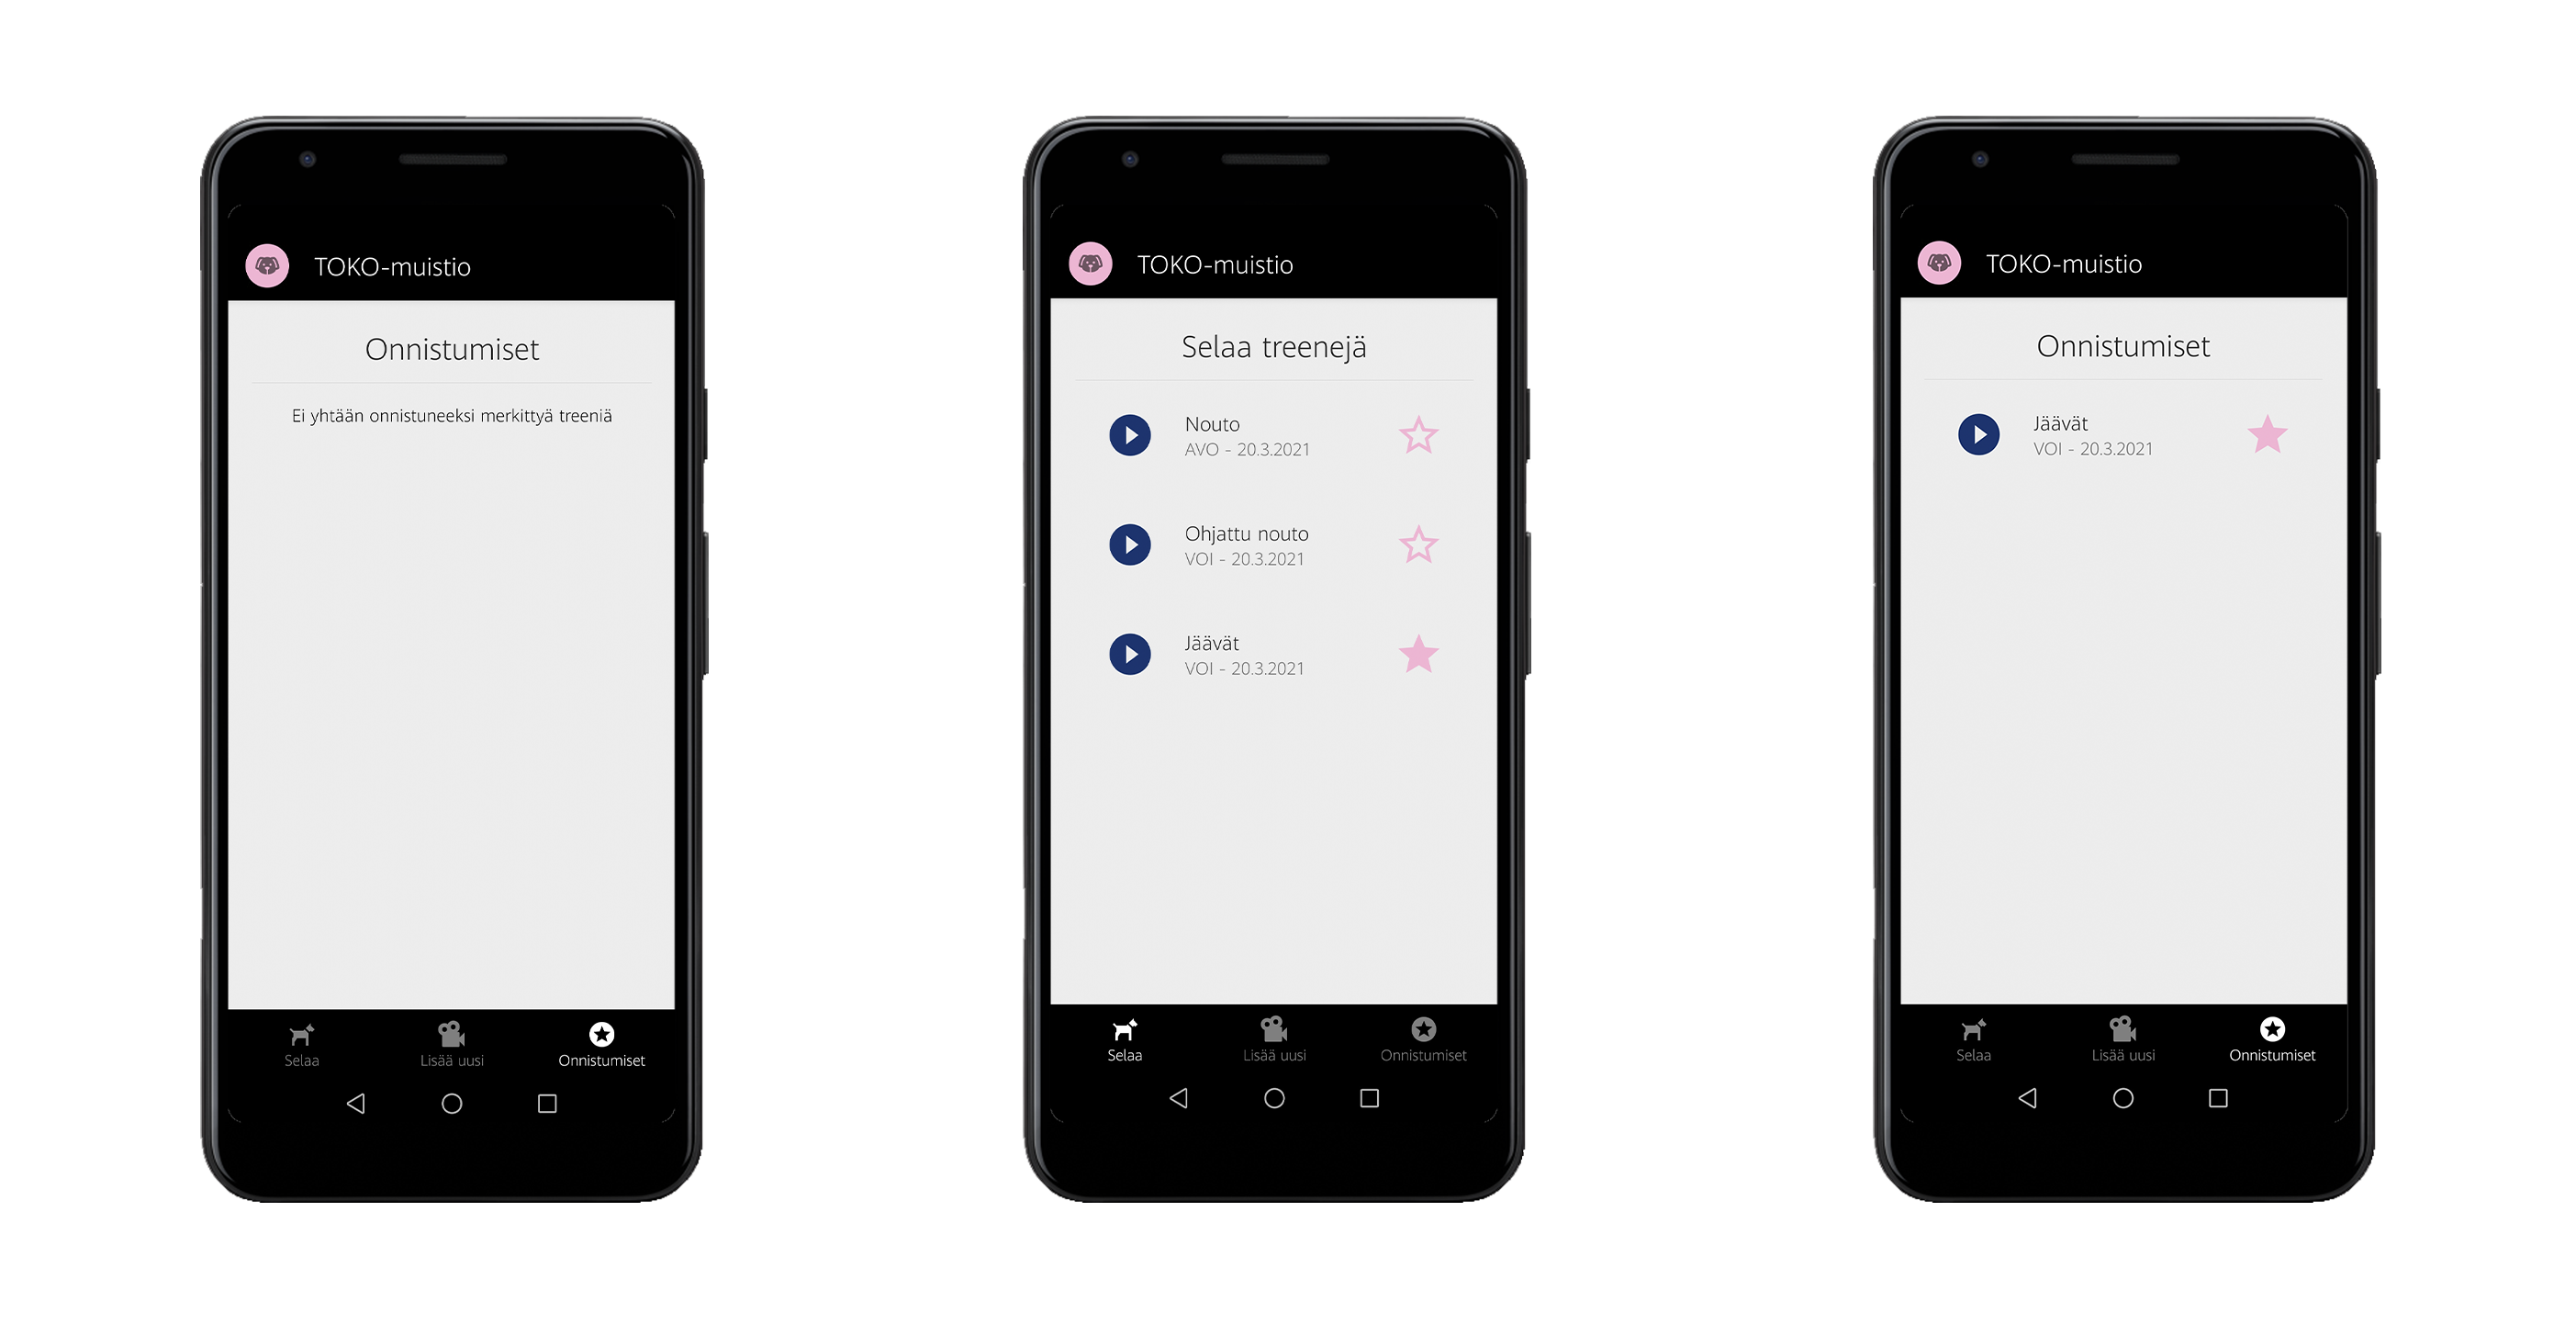 TOKO-muistio
Onnistumiset
Ei yhtään onnistuneeksi merkittyä treeniä
Selaa
Lisää uusi
Onnistumiset
TOKO-muistio
Selaa treenejä
Nouto
AVO - 20.3.2021
Ohjattu nouto
VOI - 20.3.2021
Jäävät
VOI - 20.3.2021
Selaa
Lisää uusi
Onnistumiset
TOKO-muistio
Onnistumiset
Jäävät
VOI - 20.3.2021
Selaa
Lisää uusi
Onnistumiset